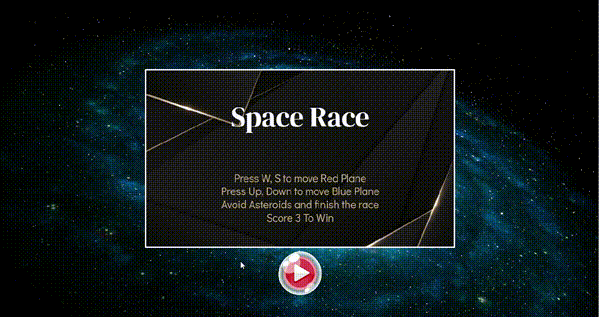 Space Race
Press W, S to move Red Plane
Press Up, Down to move Blue Plane
Avoid Asteroids and finish the race
Score 3 To Win